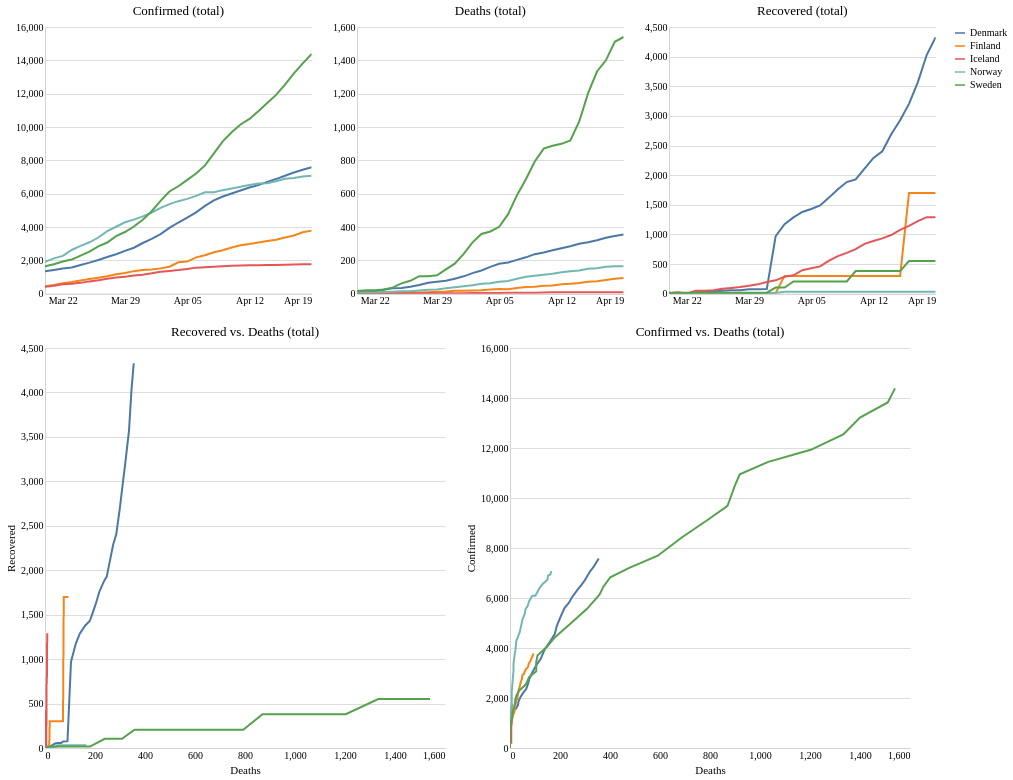 Confirmed (total)
16,000
14,000
12,000
10,000
8,000
6,000
4,000
2,000
0
Mar 22 Mar 29 Apr 05 Apr 12 Apr 19
Deaths (total)
1,600
1,400
1,200
1,000
800
600
400
200
0
Mar 22 Mar 29 Apr 05 Apr 12 Apr 19
Recovered (total)
4,500
4,000
3,500
3,000
2,500
2,000
1,500
1,000
500
0
Mar 22 Mar 29 Apr 05 Apr 12 Apr 19
Denmark
Finland
Iceland
Norway
Sweden
Recovered vs. Deaths (total)
4,500
4,000
3,500
3,000
2,500
2,000
1,500
1,000
500
0
Recovered
0 200 400 600 800 1,000 1,200 1,400 1,600
Deaths
Confirmed vs. Deaths (total)
16,000
14,000
12,000
10,000
8,000
6,000
4,000
2,000
0
Confirmed
0 200 400 600 800 1,000 1,200 1,400 1,600
Deaths